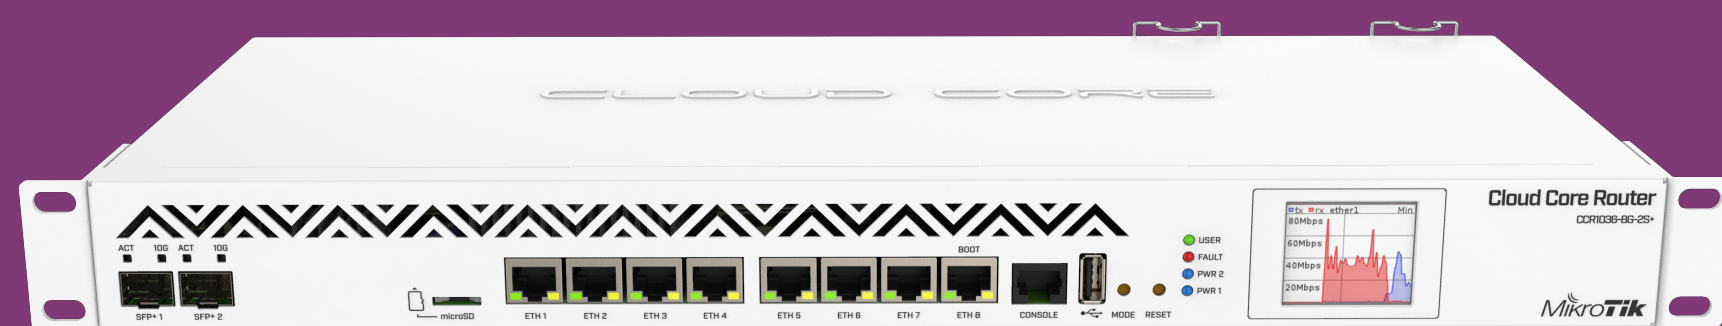 CLOUD CORE
Cloud Core Router
CCR1036-8G-2S+
ACT 10G ACT 10G
SFP+ 1 SFP+ 2
microSD
BOOT
ETH 1 ETH 2 ETH 3 ETH 4 ETH 5 ETH 6 ETH 7 ETH 8
CONSOLE
MODE RESET
USER
FAULT
PWR 2
PWR 1
tx rx ether1 Min
80Mbps
60Mbps
40Mbps
20Mbps
MikroTik